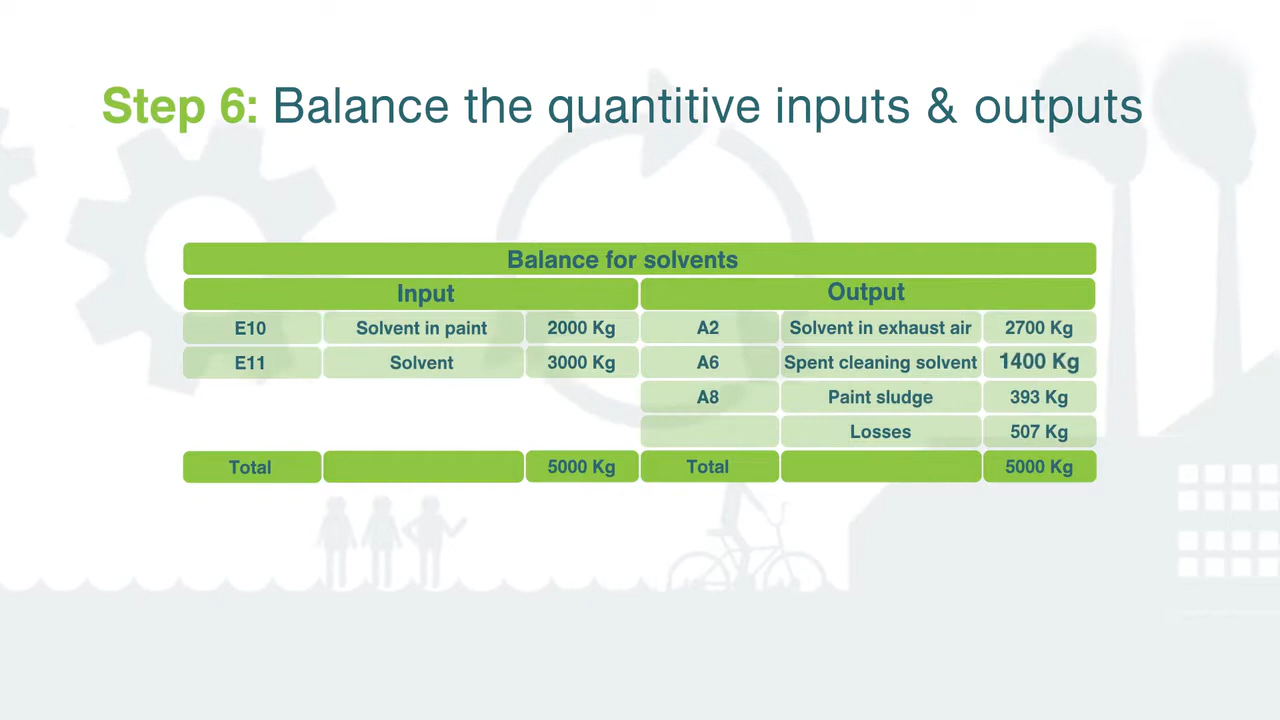 Step 6: Balance the quantitive inputs & outputs
Balance for solvents
Input Output
E10 Solvent in paint 2000 Kg A2 Solvent in exhaust air 2700 Kg
E11 Solvent 3000 Kg A6 Spent cleaning solvent 1400 Kg
A8 Paint sludge 393 Kg
Losses 507 Kg
Total 5000 Kg Total 5000 Kg